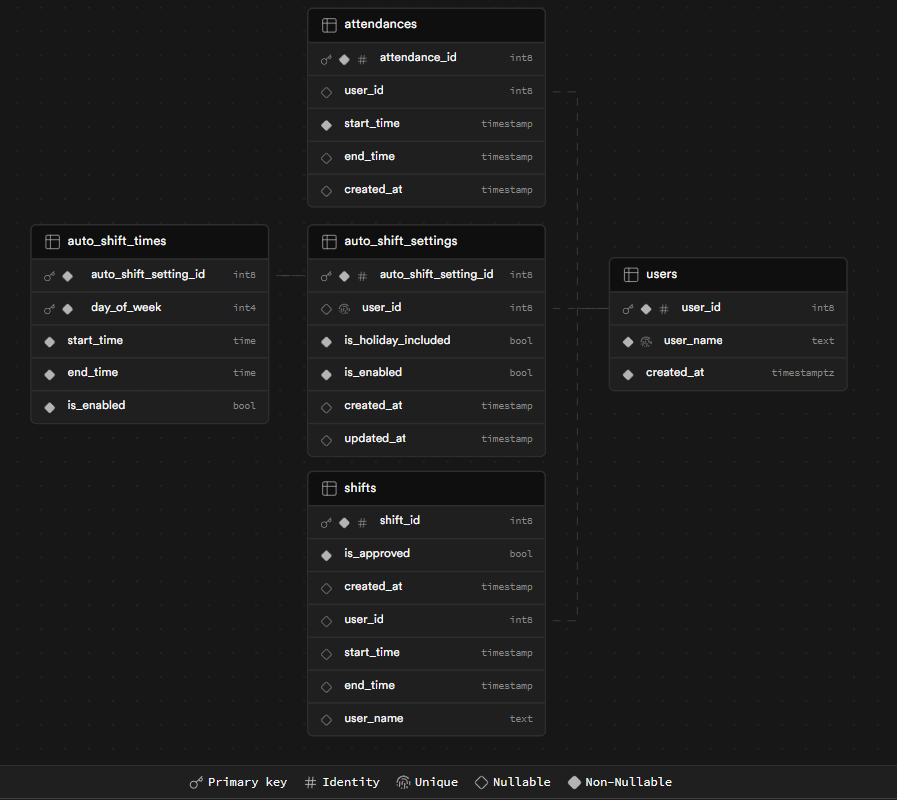 attendances
attendance_id int8
user_id int8
start_time timestamp
end_time timestamp
created_at timestamp
auto_shift_times
auto_shift_setting_id int8
day_of_week int4
start_time time
end_time time
is_enabled bool
auto_shift_settings
auto_shift_setting_id int8
user_id int8
is_holiday_included bool
is_enabled bool
created_at timestamp
updated_at timestamp
users
user_id int8
user_name text
created_at timestamptz
shifts
shift_id int8
is_approved bool
created_at timestamp
user_id int8
start_time timestamp
end_time timestamp
user_name text
Primary key # Identity Unique Nullable Non-Nullable